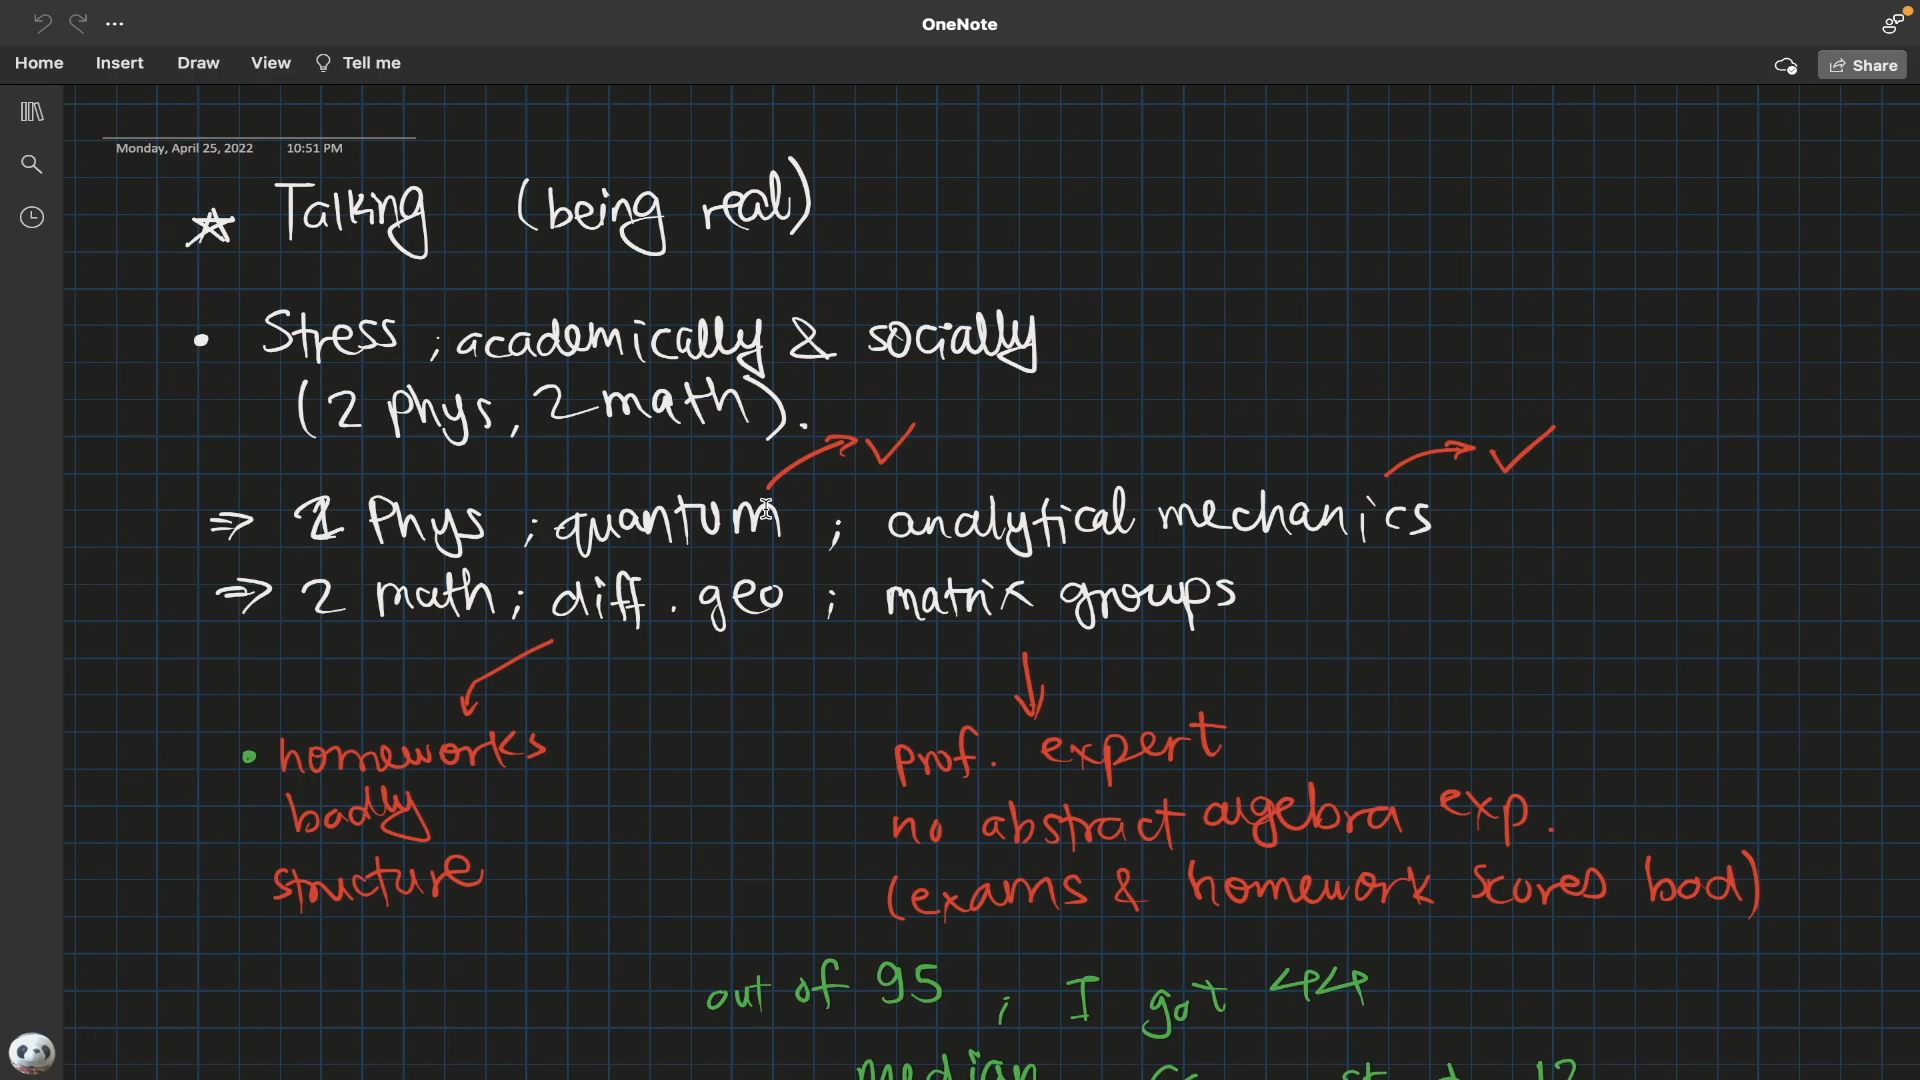 OneNote
Home Insert Draw View Tell me
Share
Monday, April 25, 2022 10:51 PM
Talking (being real)
• Stress ; academically & socially
(2 phys, 2 math).
⇒ 2 Phys ; quantum ; analytical mechanics
⇒ 2 math ; diff. geo ; matrix groups
• homeworks
badly
structure
prof. expert
no abstract algebra exp.
(exams & homework scores bad)
out of 95 ; I got 44
median